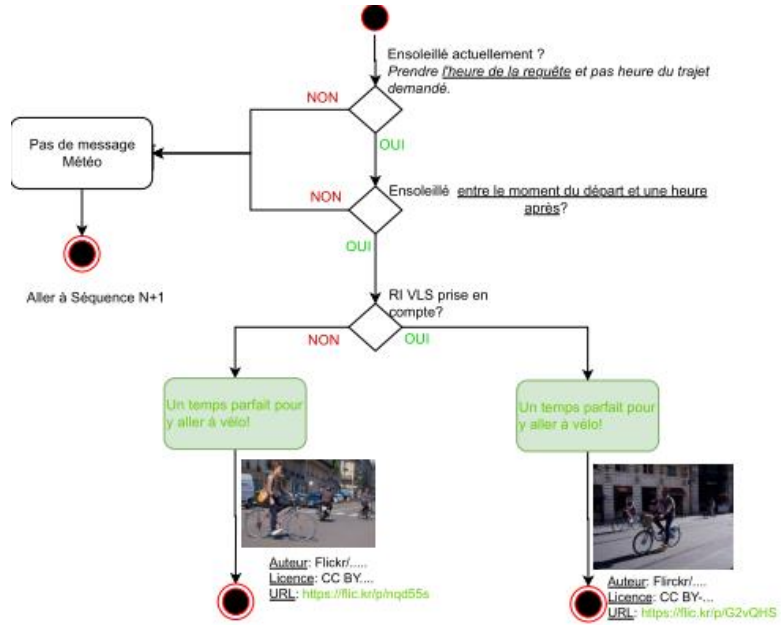 Ensoleillé actuellement ?
Prendre l'heure de la requête et pas heure du trajet
demandé.
NON
OUI
Pas de message
Météo
NON
Ensoleillé entre le moment du départ et une heure
après?
OUI
Aller à Séquence N+1
RI VLS prise en
compte?
NON
OUI
Un temps parfait pour
y aller à vélo!
Un temps parfait pour
y aller à vélo!
Auteur: Flickr/.....
Licence: CC BY....
URL: https://flic.kr/p/nqd55s
Auteur: Flirckr/....
Licence: CC BY-...
URL: https://flic.kr/p/G2vQHS